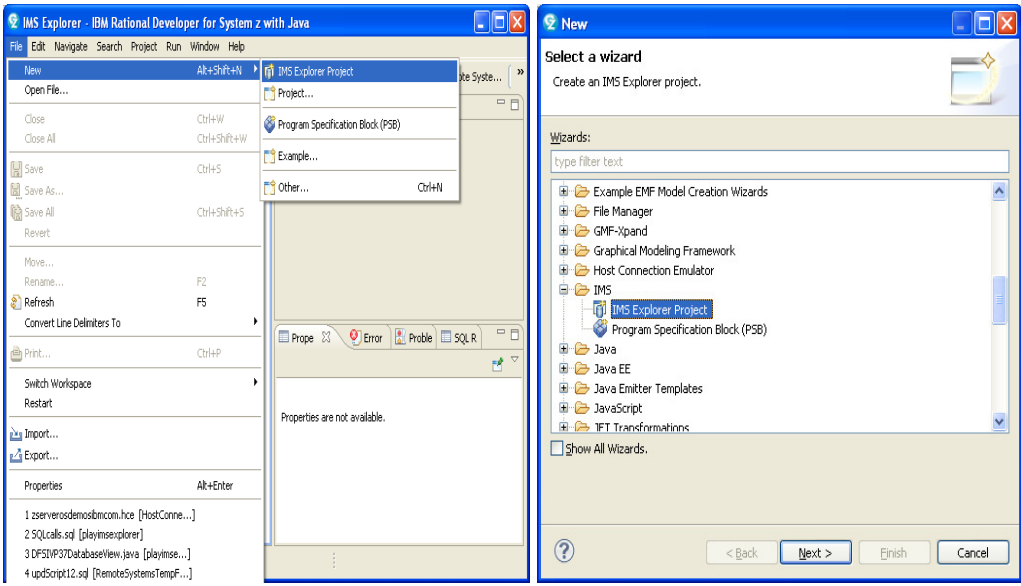 IMS Explorer - IBM Rational Developer for System z with Java
File Edit Navigate Search Project Run Window Help
New Alt+Shift+N
Open File...
Close Ctrl+W
Close All Ctrl+Shift+W
Save Ctrl+S
Save As...
Save All Ctrl+Shift+S
Revert
Move...
Rename... F2
Refresh F5
Convert Line Delimiters To
Print... Ctrl+P
Switch Workspace
Restart
Import...
Export...
Properties Alt+Enter
1 zserverosdemosibmcom.hce [HostConne...]
2 SQLcalls.sql [playimsexplorer]
3 DFSIVP37DatabaseView.java [playimse...]
4 updScript12.sql [RemoteSystemsTempF...]
IMS Explorer Project
Project...
Program Specification Block (PSB)
Example...
Other... Ctrl+N
ote Syste... »
Prope Error Proble SQL R
Properties are not available.
New
Select a wizard
Create an IMS Explorer project.
Wizards:
type filter text
Example EMF Model Creation Wizards
File Manager
GMF-Xpand
Graphical Modeling Framework
Host Connection Emulator
IMS
IMS Explorer Project
Program Specification Block (PSB)
Java
Java EE
Java Emitter Templates
JavaScript
JET Transformations
Show All Wizards.
? < Back Next > Finish Cancel